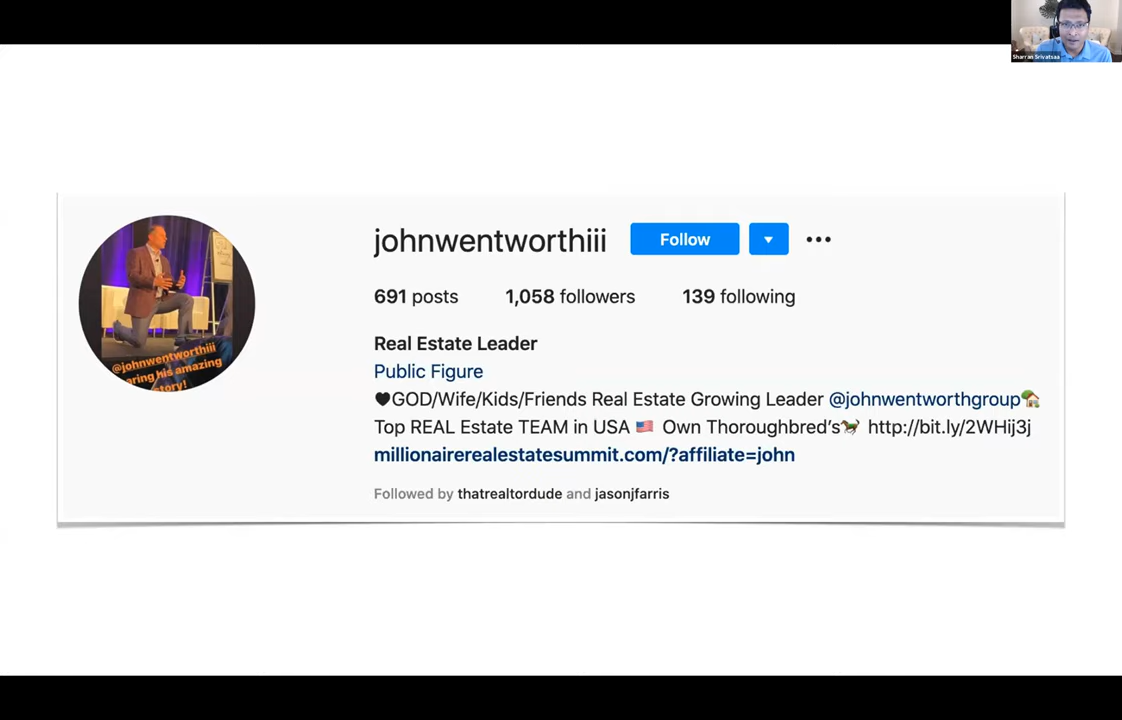 Sharran Srivatsaa
johnwentworthiii
Follow
691 posts 1,058 followers 139 following
Real Estate Leader
Public Figure
🖤GOD/Wife/Kids/Friends Real Estate Growing Leader @johnwentworthgroup🏡
Top REAL Estate TEAM in USA 🇺🇸 Own Thoroughbred's🐎 http://bit.ly/2WHij3j
millionairerealestatesummit.com/?affiliate=john
Followed by thatrealtordude and jasonjfarris
@johnwentworthiii
aring his amazing
story!